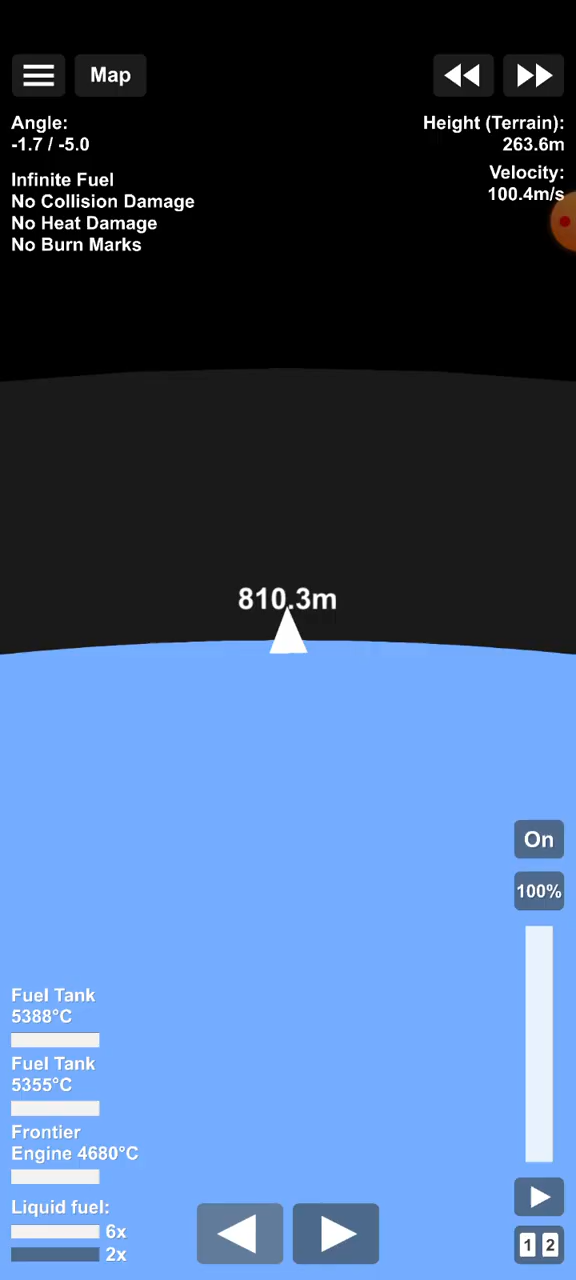 Map
Angle:
-1.7 / -5.0
Infinite Fuel
No Collision Damage
No Heat Damage
No Burn Marks
Height (Terrain):
263.6m
Velocity:
100.4m/s
810.3m
On
100%
Fuel Tank
5388°C
Fuel Tank
5355°C
Frontier
Engine 4680°C
Liquid fuel:
6x
2x
1 2